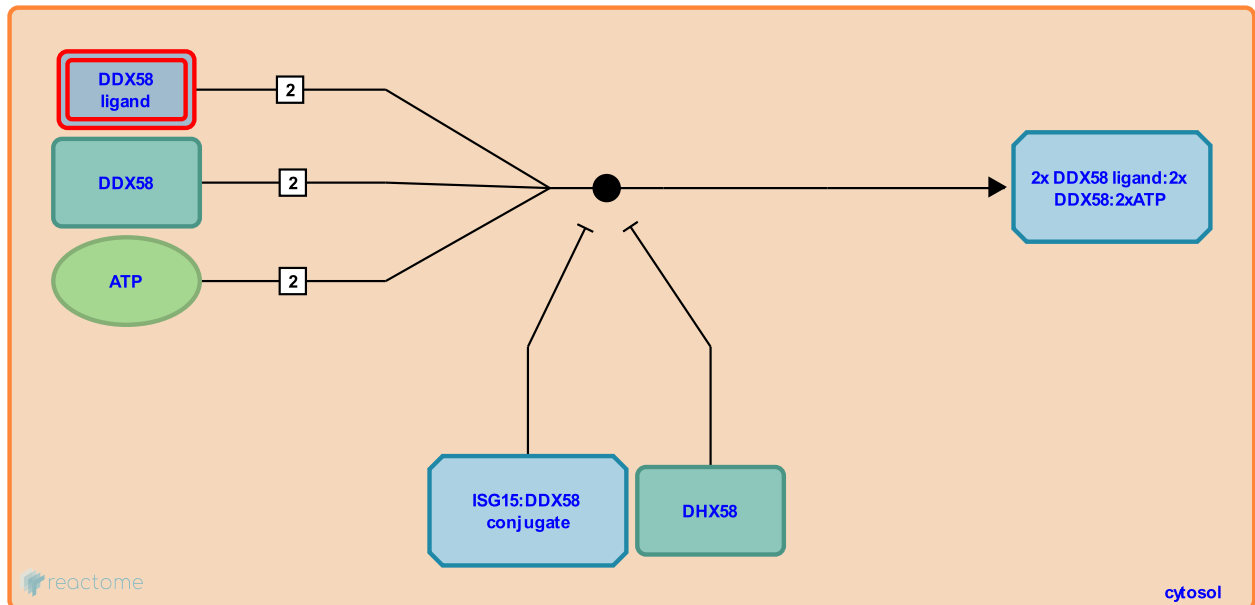 DDX58
ligand
2
DDX58
2
ATP
2
2x DDX58 ligand:2x
DDX58:2xATP
ISG15:DDX58
conjugate
DHX58
reactome
cytosol